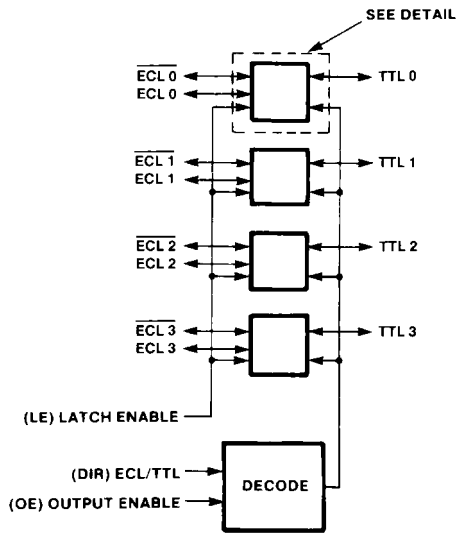 SEE DETAIL
ECL 0 TTL 0
ECL 0
ECL 1 TTL 1
ECL 1
ECL 2 TTL 2
ECL 2
ECL 3 TTL 3
ECL 3
(LE) LATCH ENABLE
(DIR) ECL/TTL
DECODE
(OE) OUTPUT ENABLE